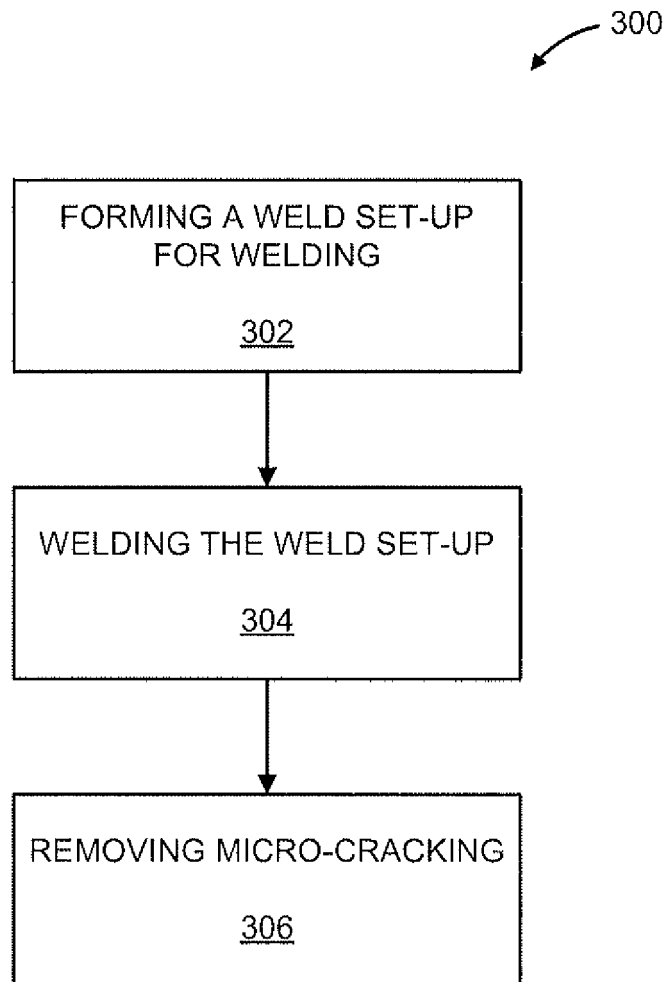 300
FORMING A WELD SET-UP
FOR WELDING
302
WELDING THE WELD SET-UP
304
REMOVING MICRO-CRACKING
306